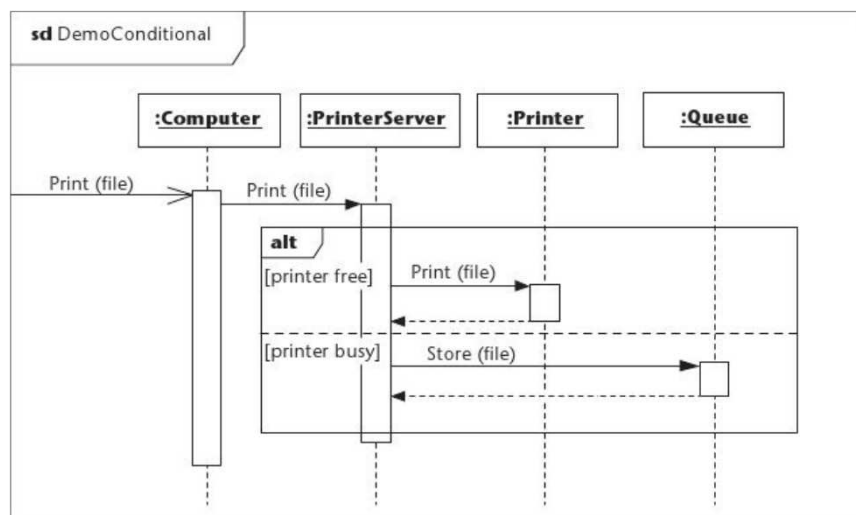 sd DemoConditional
:Computer
:PrinterServer
:Printer
:Queue
Print (file)
Print (file)
alt
[printer free]
Print (file)
[printer busy]
Store (file)